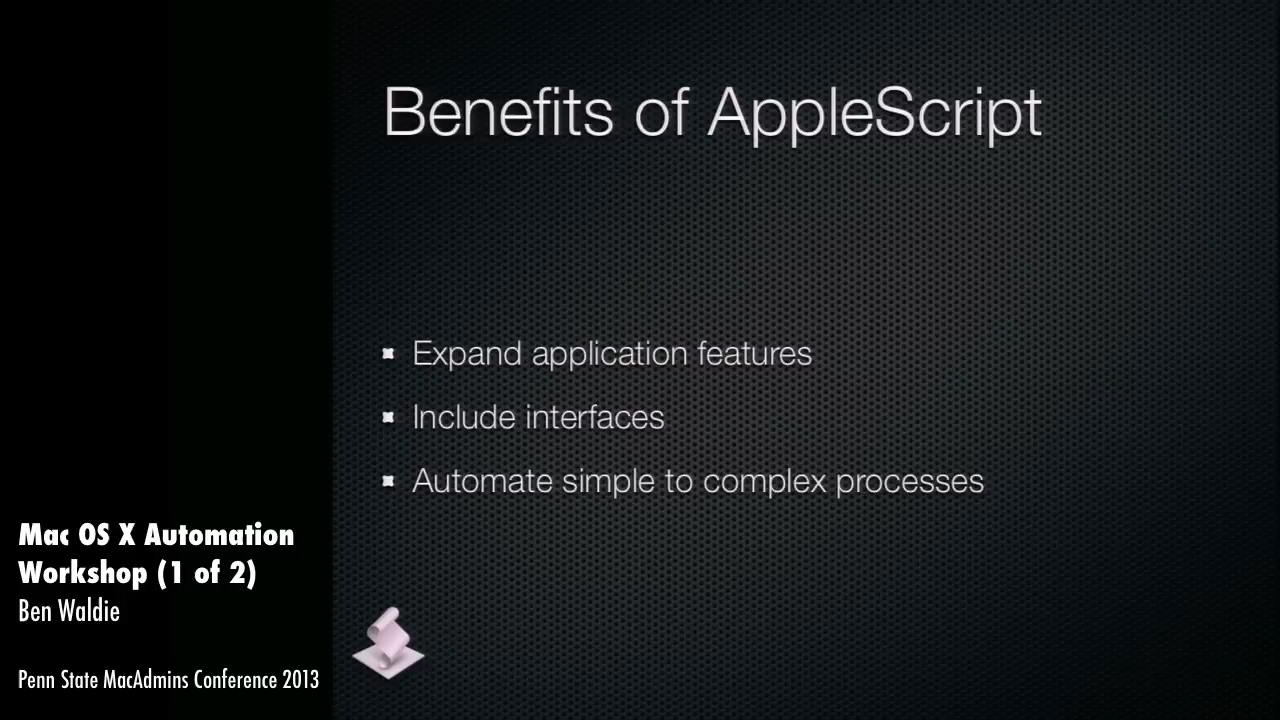 Benefits of AppleScript
Expand application features
Include interfaces
Automate simple to complex processes
Mac OS X Automation
Workshop (1 of 2)
Ben Waldie
Penn State MacAdmins Conference 2013